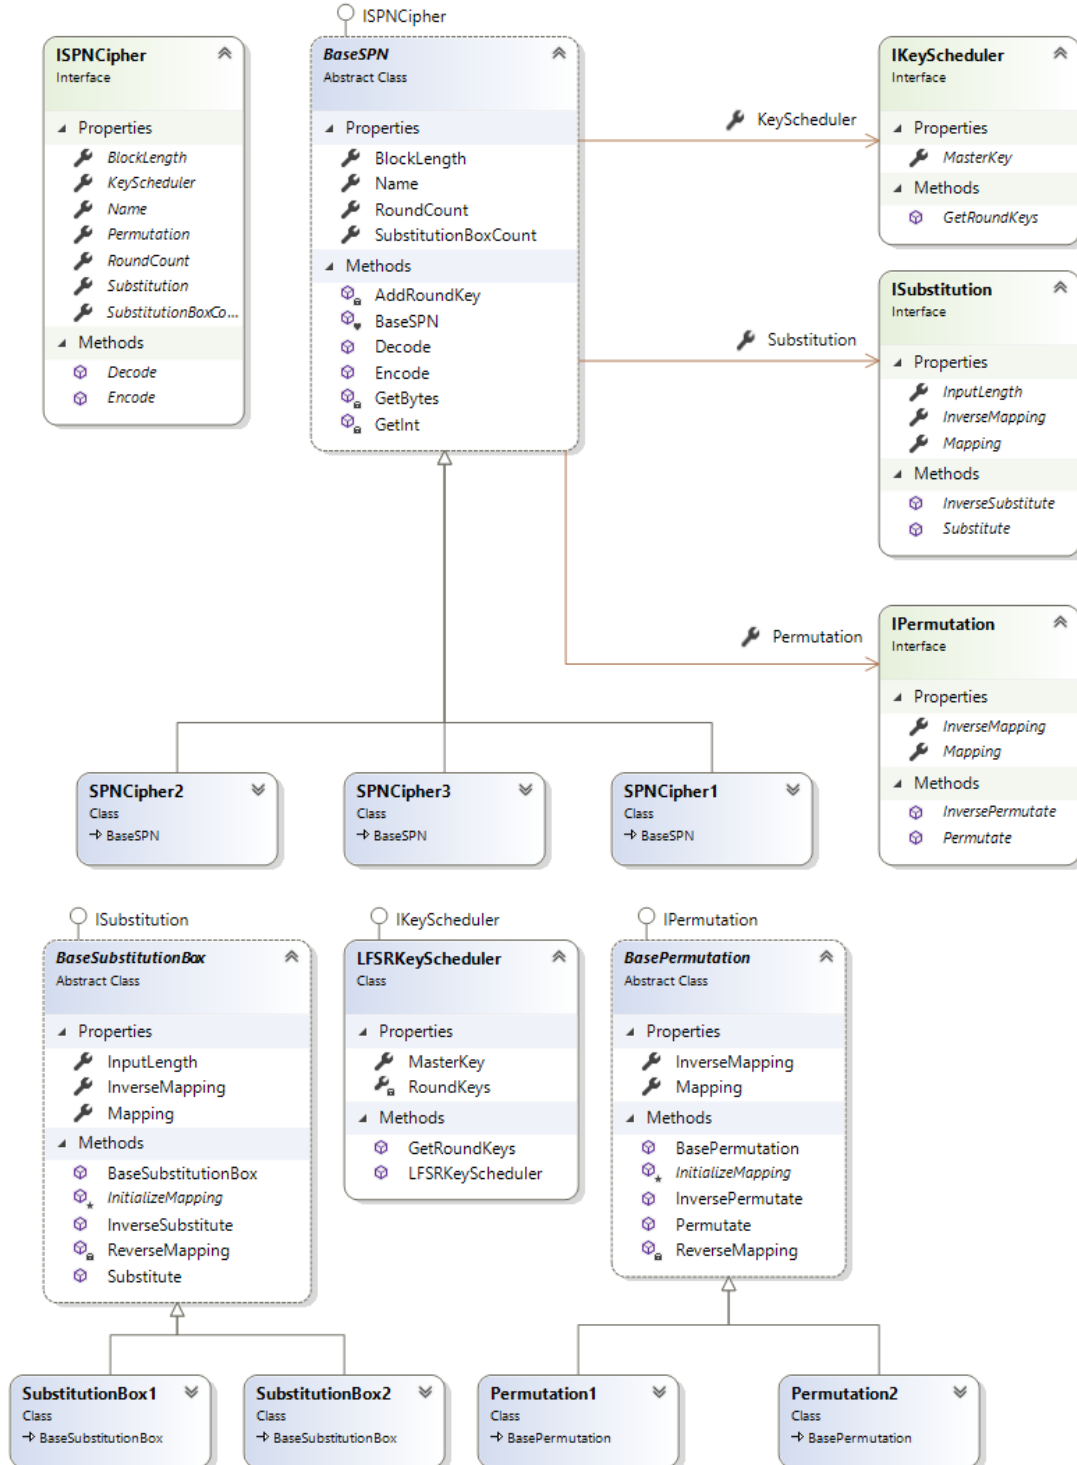 ISPNCipher
ISPNCipher
Interface
Properties
BlockLength
KeyScheduler
Name
Permutation
RoundCount
Substitution
SubstitutionBoxCo...
Methods
Decode
Encode
BaseSPN
Abstract Class
Properties
BlockLength
Name
RoundCount
SubstitutionBoxCount
Methods
AddRoundKey
BaseSPN
Decode
Encode
GetBytes
GetInt
KeyScheduler
IKeyScheduler
Interface
Properties
MasterKey
Methods
GetRoundKeys
Substitution
ISubstitution
Interface
Properties
InputLength
InverseMapping
Mapping
Methods
InverseSubstitute
Substitute
Permutation
IPermutation
Interface
Properties
InverseMapping
Mapping
Methods
InversePermutate
Permutate
SPNCipher2
Class
BaseSPN
SPNCipher3
Class
BaseSPN
SPNCipher1
Class
BaseSPN
ISubstitution
BaseSubstitutionBox
Abstract Class
Properties
InputLength
InverseMapping
Mapping
Methods
BaseSubstitutionBox
InitializeMapping
InverseSubstitute
ReverseMapping
Substitute
IKeyScheduler
LFSRKeyScheduler
Class
Properties
MasterKey
RoundKeys
Methods
GetRoundKeys
LFSRKeyScheduler
IPermutation
BasePermutation
Abstract Class
Properties
InverseMapping
Mapping
Methods
BasePermutation
InitializeMapping
InversePermutate
Permutate
ReverseMapping
SubstitutionBox1
Class
BaseSubstitutionBox
SubstitutionBox2
Class
BaseSubstitutionBox
Permutation1
Class
BasePermutation
Permutation2
Class
BasePermutation